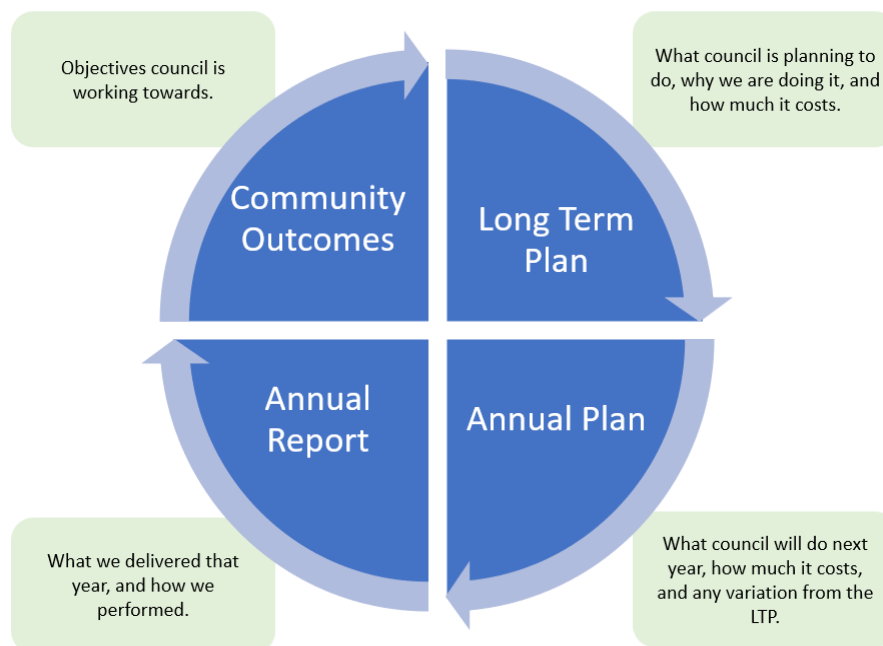 Objectives council is
working towards.
What council is planning to
do, why we are doing it, and
how much it costs.
Community
Outcomes
Long Term
Plan
Annual
Report
Annual Plan
What we delivered that
year, and how we
performed.
What council will do next
year, how much it costs,
and any variation from the
LTP.